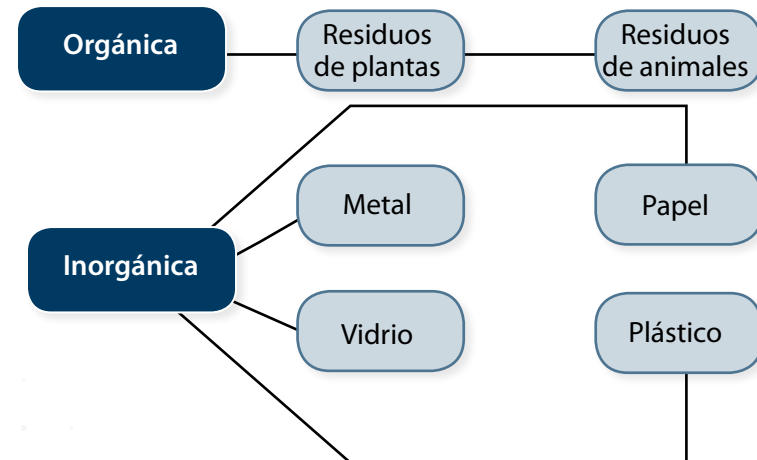 Orgánica
Residuos
de plantas
Residuos
de animales
Metal
Papel
Inorgánica
Vidrio
Plástico